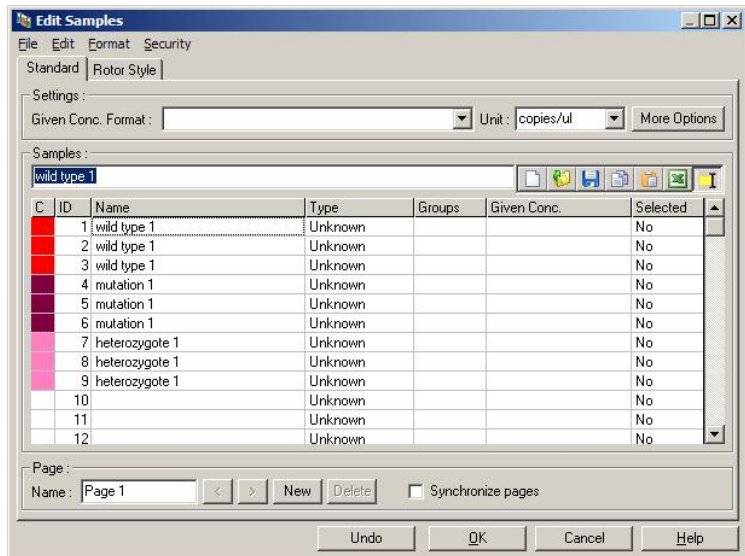 Edit Samples
File Edit Format Security
Standard Rotor Style
Settings :
Given Conc. Format : Unit : copies/ul More Options
Samples :
wild type 1
C ID Name Type Groups Given Conc. Selected
1 wild type 1 Unknown No
2 wild type 1 Unknown No
3 wild type 1 Unknown No
4 mutation 1 Unknown No
5 mutation 1 Unknown No
6 mutation 1 Unknown No
7 heterozygote 1 Unknown No
8 heterozygote 1 Unknown No
9 heterozygote 1 Unknown No
10 Unknown No
11 Unknown No
12 Unknown No
Page :
Name : Page 1 < > New Delete Synchronize pages
Undo OK Cancel Help